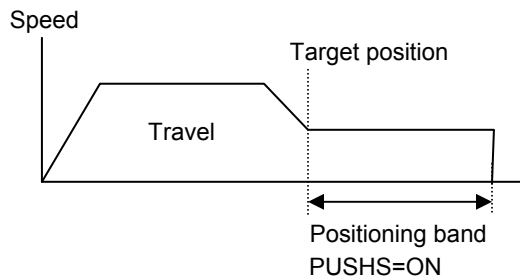 Speed
Target position
Travel
Positioning band
PUSHS=ON